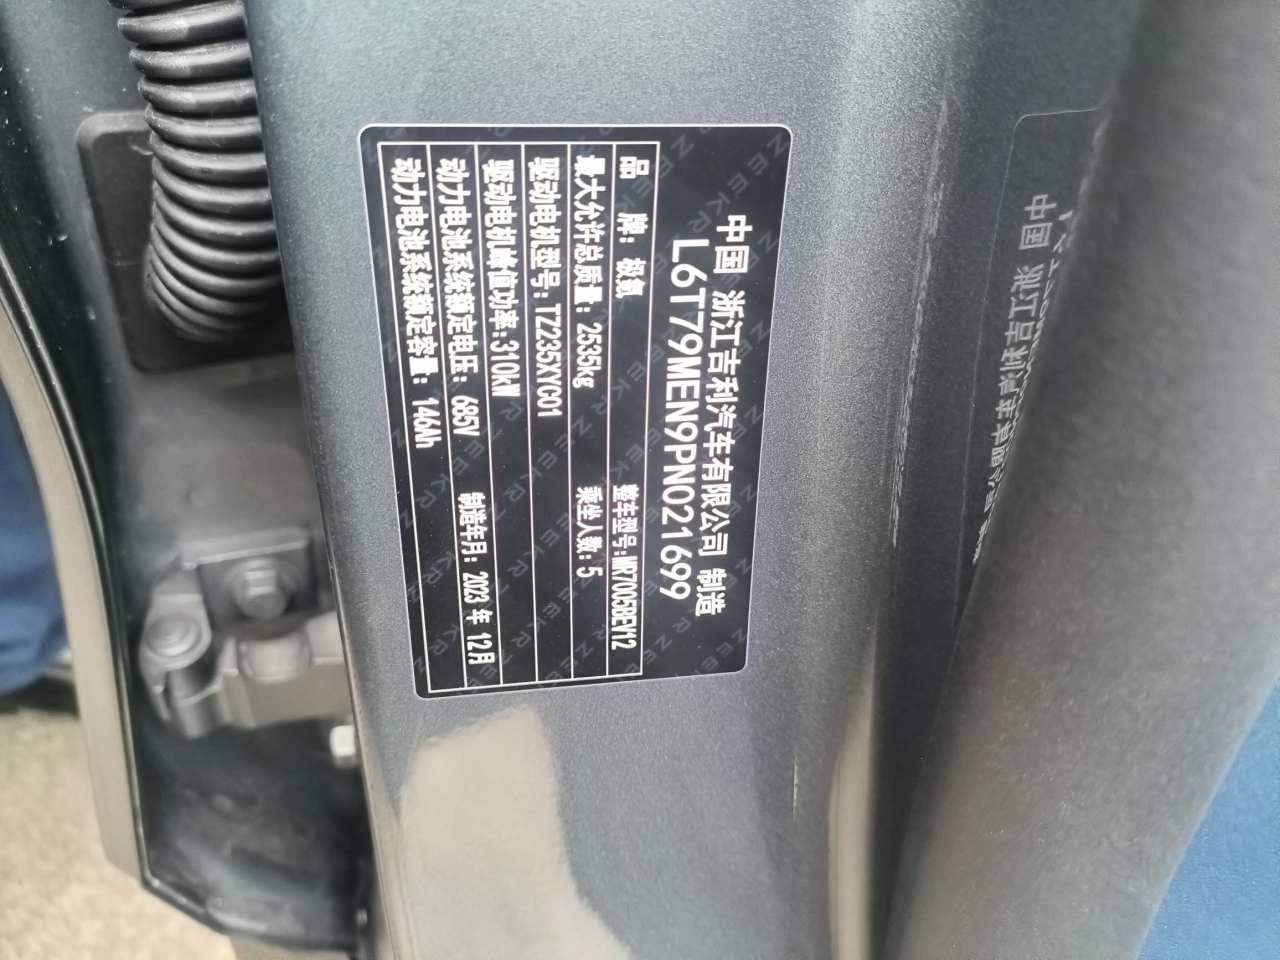 中国 浙江吉利汽车有限公司 制造
L6T79MEN9PN021699
品 牌: 极氪 整车型号: MR7005BEV12
最大允许总质量: 2535kg 乘坐人数: 5
驱动电机型号: TZ235XYC01
驱动电机峰值功率: 310kW
动力电池系统额定电压: 685V 制造年月: 2023 年 12 月
动力电池系统额定容量: 146Ah
ZEEKR